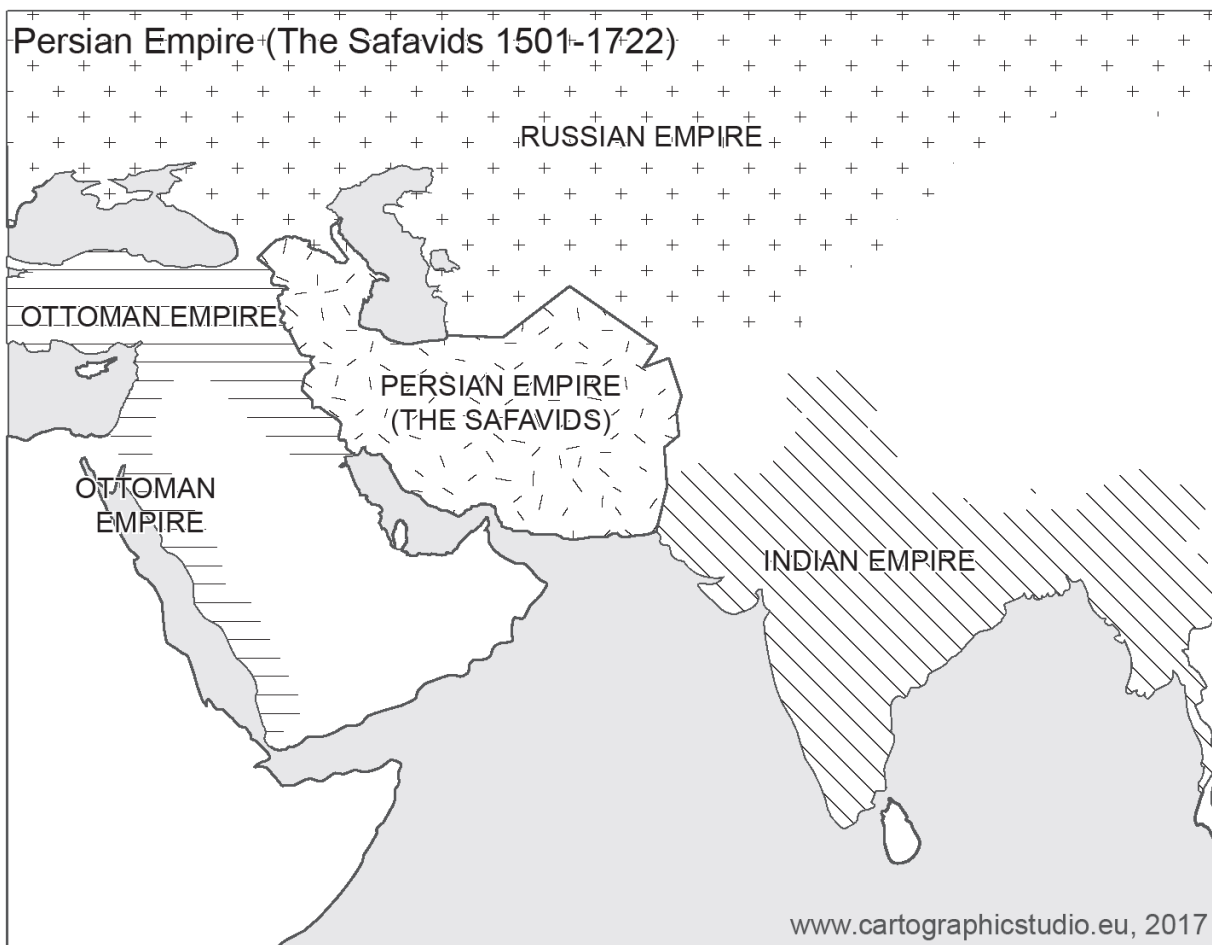 Persian Empire (The Safavids 1501-1722)
RUSSIAN EMPIRE
OTTOMAN EMPIRE
PERSIAN EMPIRE
(THE SAFAVIDS)
OTTOMAN
EMPIRE
INDIAN EMPIRE
www.cartographicstudio.eu, 2017